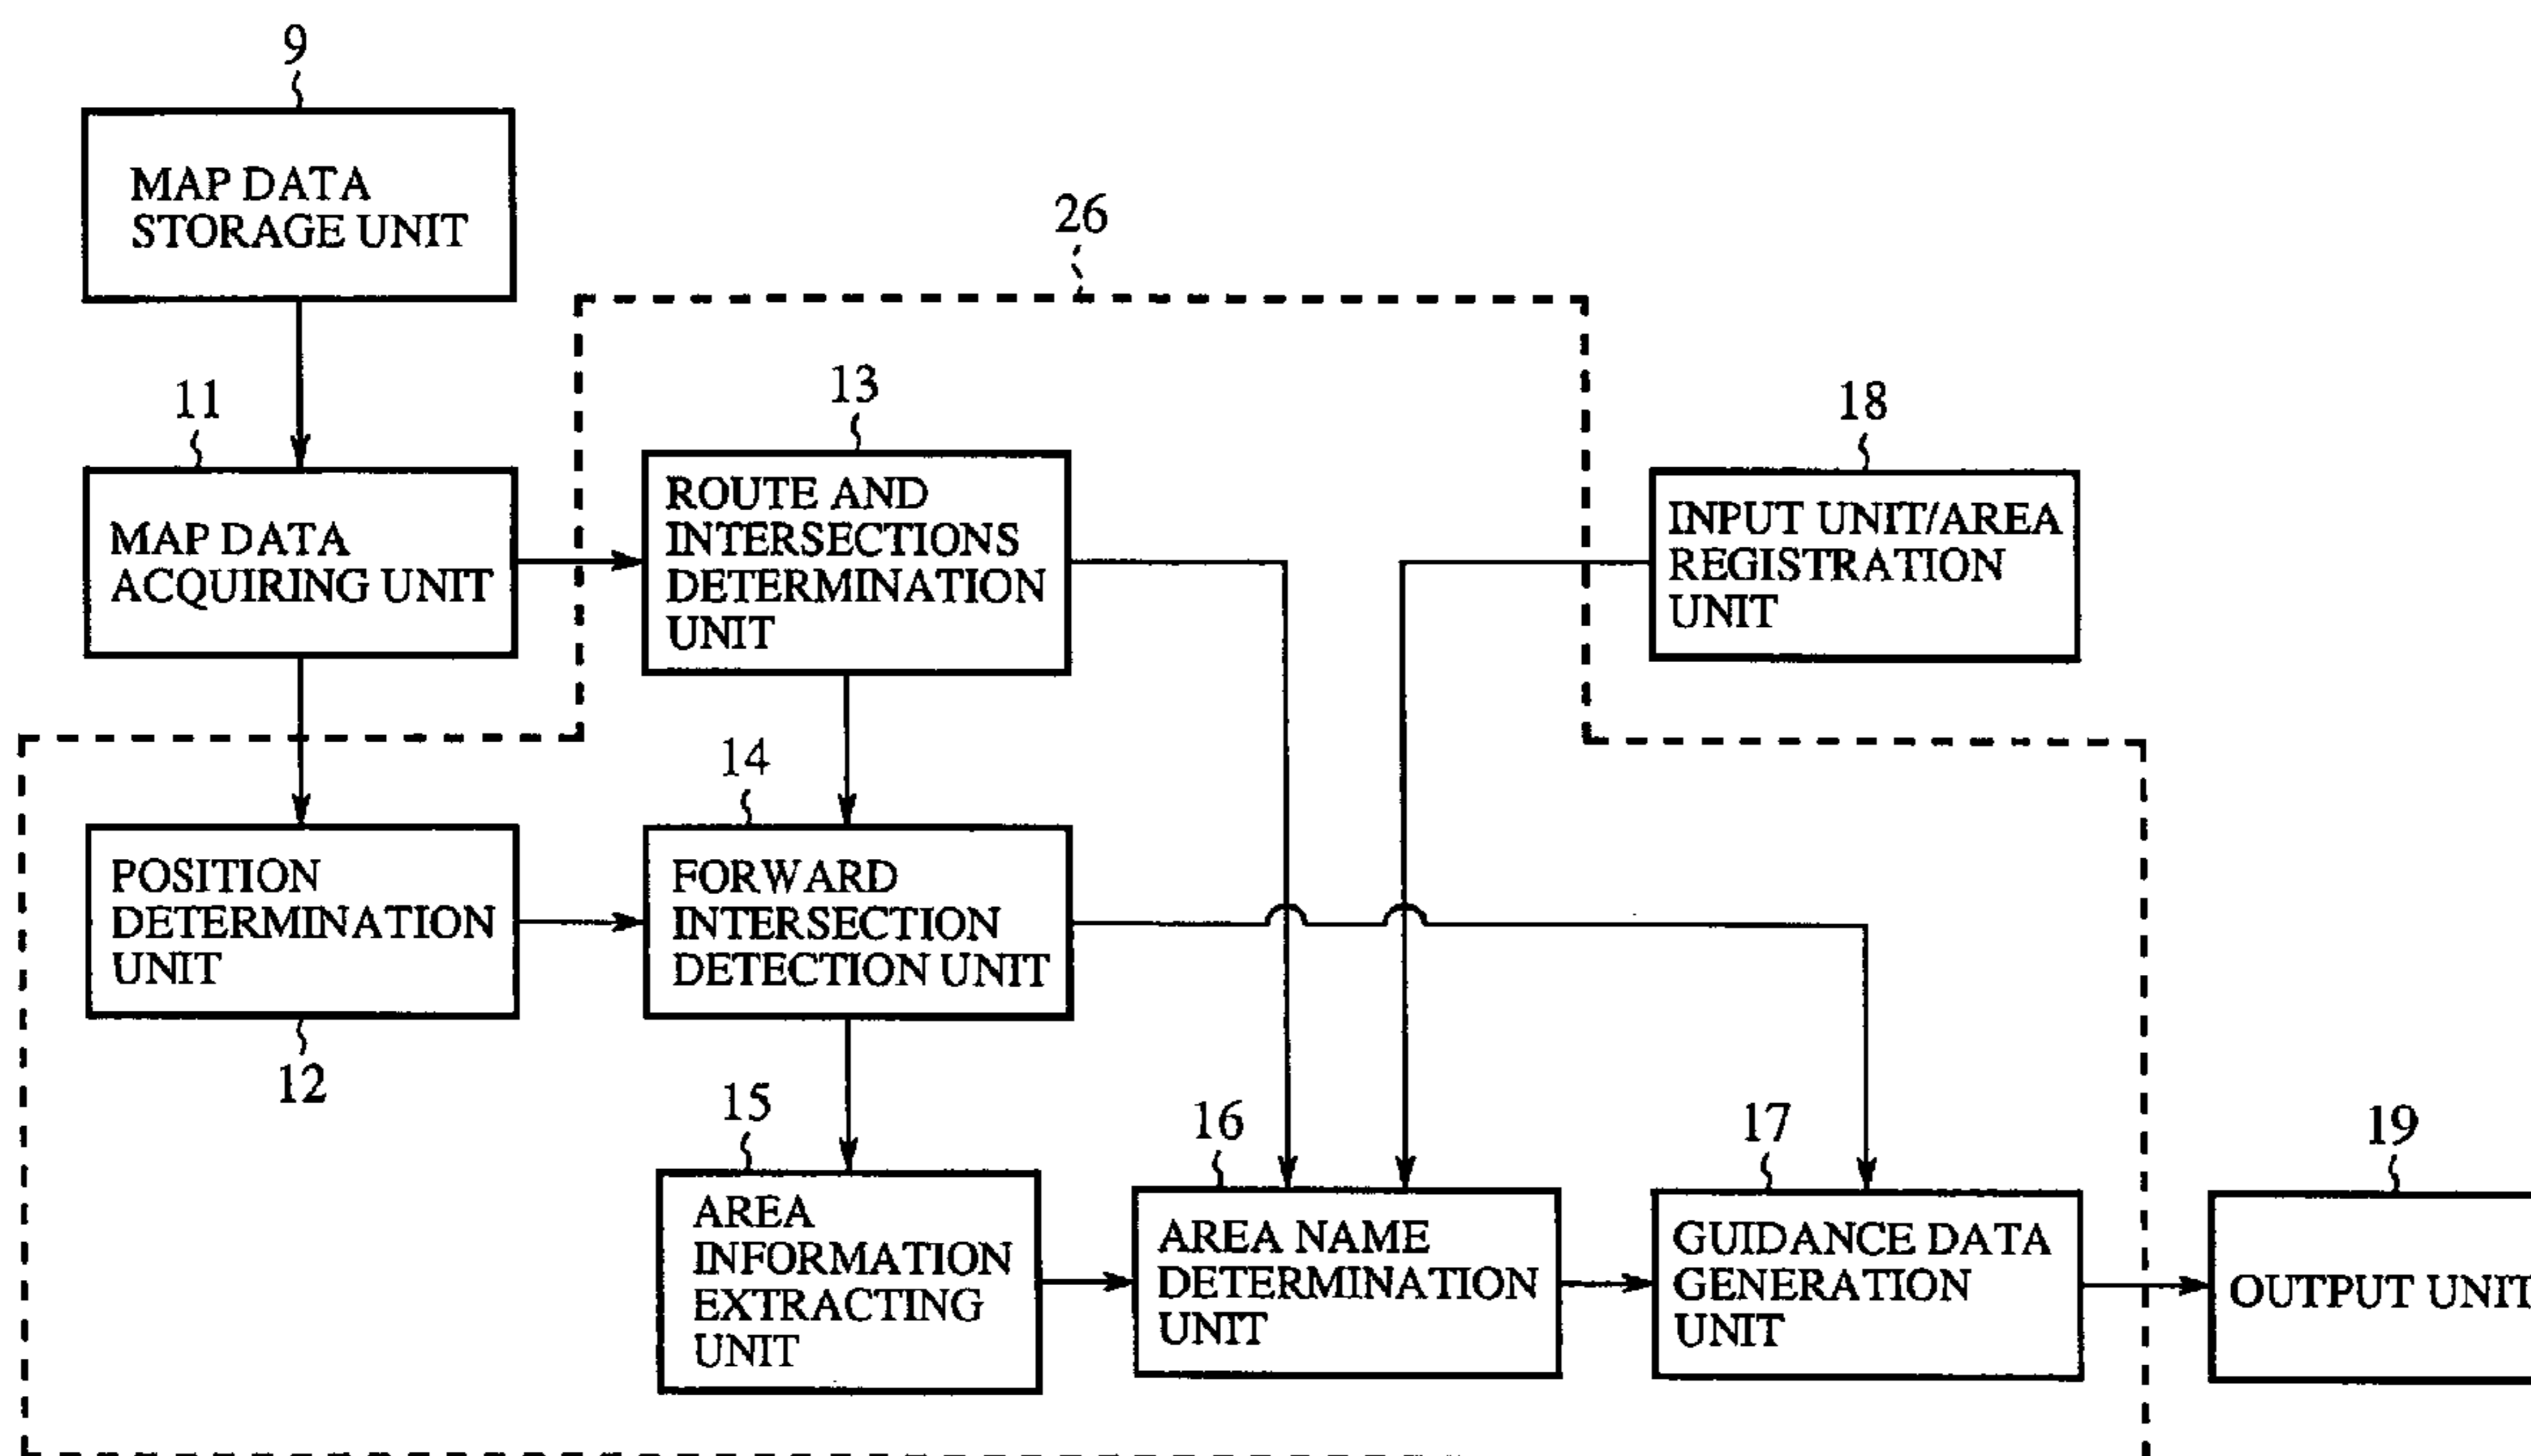 9
MAP DATA
STORAGE UNIT
26
11
MAP DATA
ACQUIRING UNIT
13
ROUTE AND
INTERSECTIONS
DETERMINATION
UNIT
18
INPUT UNIT/AREA
REGISTRATION
UNIT
POSITION
DETERMINATION
UNIT
12
14
FORWARD
INTERSECTION
DETECTION UNIT
15
AREA
INFORMATION
EXTRACTING
UNIT
16
AREA NAME
DETERMINATION
UNIT
17
GUIDANCE DATA
GENERATION
UNIT
19
OUTPUT UNIT